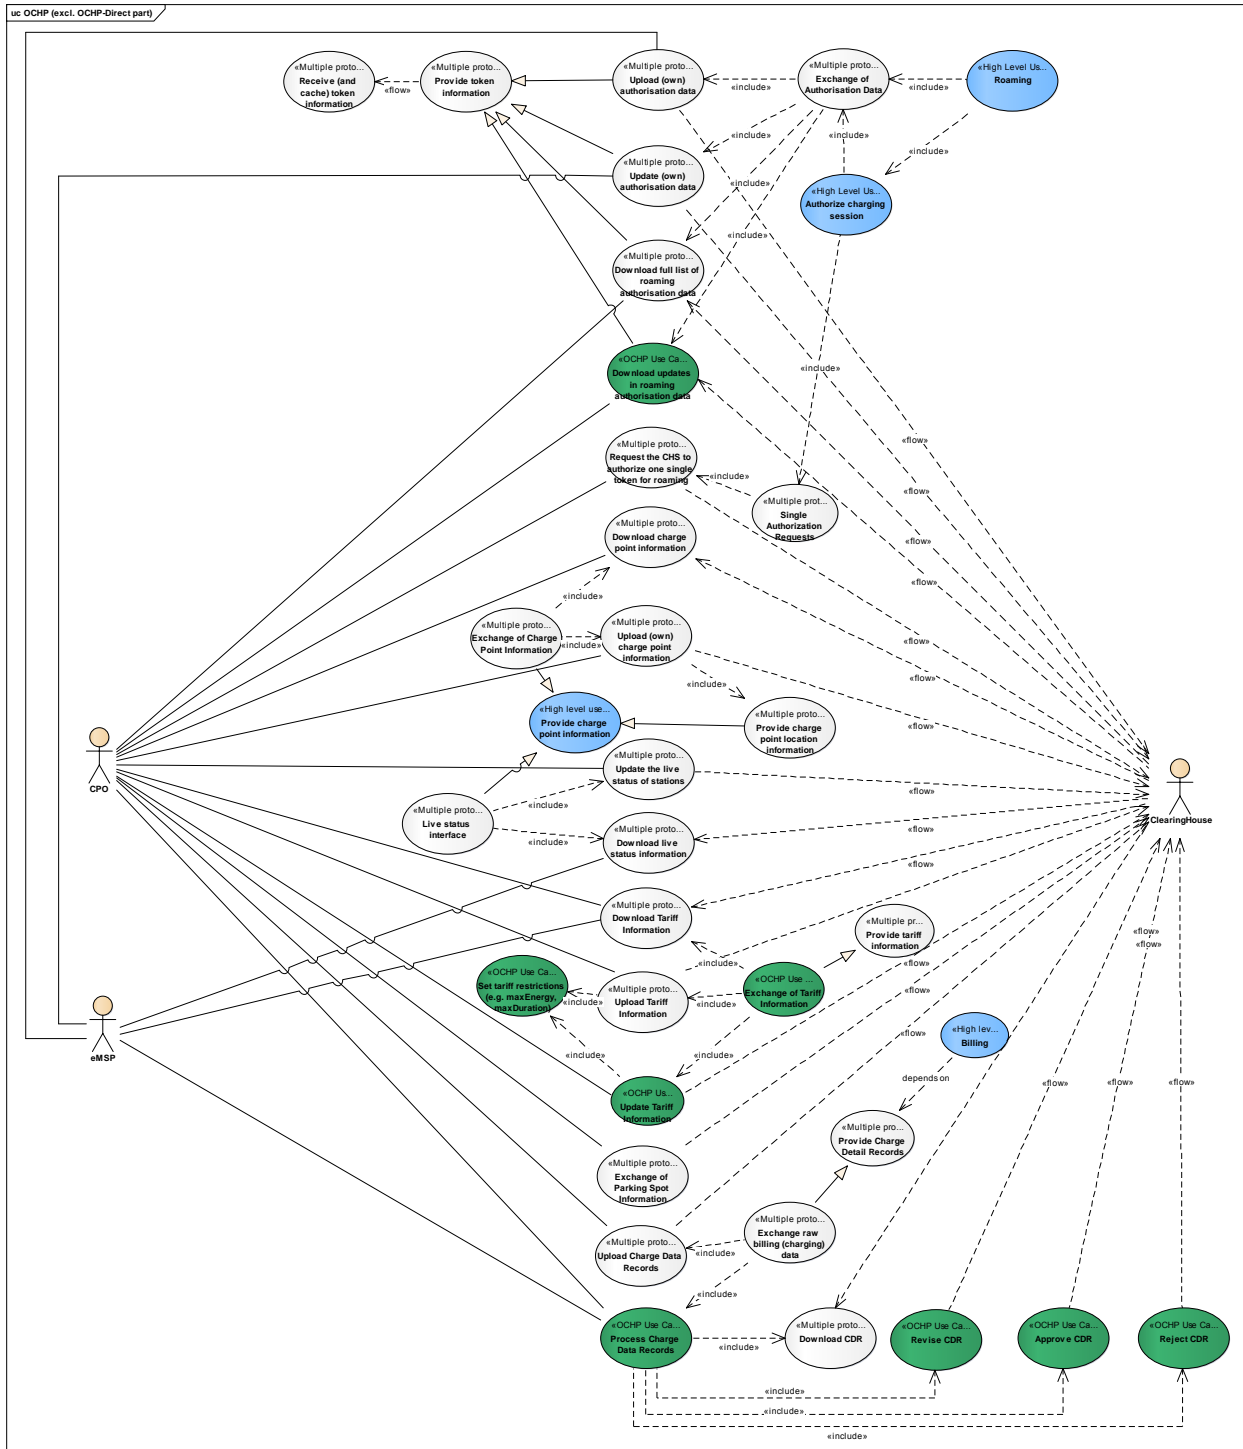 uc OCHP (excl. OCHP-Direct part)
«Multiple proto...
Receive (and
cache) token
information
«flow»
«Multiple proto...
Provide token
information
«Multiple proto...
Upload (own)
authorisation data
«include»
«Multiple proto...
Exchange of
Authorisation Data
«include»
«High Level Us...
Roaming
«include»
«include»
«Multiple proto...
Update (own)
authorisation data
«include»
«High Level Us...
Authorize charging
session
«include»
«Multiple proto...
Download full list of
roaming
authorisation data
«OCHP Use Ca...
Download updates
in roaming
authorisation data
«include»
«Multiple proto...
Request the CHS to
authorize one single
token for roaming
«include»
«Multiple prot...
Single
Authorization
Requests
«flow»
«flow»
«flow»
«flow»
«Multiple proto...
Download charge
point information
«include»
«Multiple proto...
Exchange of Charge
Point Information
«include»
«Multiple proto...
Upload (own)
charge point
information
«flow»
«flow»
«include»
«High level use...
Provide charge
point information
«Multiple proto...
Provide charge
point location
information
«flow»
CPO
«Multiple proto...
Update the live
status of stations
«flow»
«include»
«Multiple proto...
Live status
interface
«include»
«Multiple proto...
Download live
status information
«flow»
ClearingHouse
«flow»
«Multiple proto...
Download Tariff
Information
«Multiple pr...
Provide tariff
information
«flow»
«flow»
«flow»
«include»
«flow»
«OCHP Use Ca...
Set tariff restrictions
(e.g. maxEnergy,
maxDuration)
«include»
«Multiple proto...
Upload Tariff
Information
«include»
«OCHP Use ...
Exchange of Tariff
Information
«flow»
eMSP
«include»
«include»
«High lev...
Billing
«flow»
depends on
«flow»
«flow»
«flow»
«OCHP Us...
Update Tariff
Information
«Multiple pro...
Provide Charge
Detail Records
«Multiple proto...
Exchange of
Parking Spot
Information
«Multiple proto...
Exchange raw
billing (charging)
data
«Multiple proto...
Upload Charge Data
Records
«include»
«include»
«OCHP Use Ca...
Process Charge
Data Records
«include»
«Multiple proto...
Download CDR
«OCHP Use Ca...
Revise CDR
«OCHP Use Ca...
Approve CDR
«OCHP Use Ca...
Reject CDR
«include»
«include»
«include»